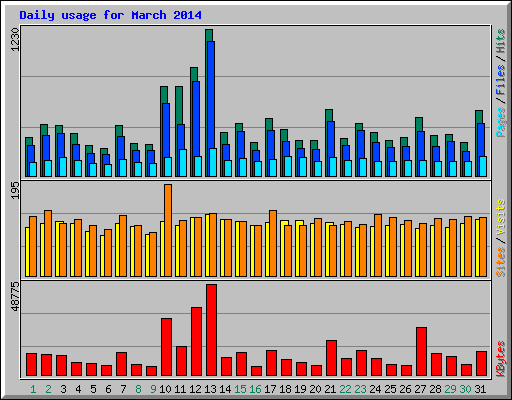 Daily usage for March 2014
1230
Pages / Files / Hits
195
Sites / Visits
48775
KBytes
1 2 3 4 5 6 7 8 9 10 11 12 13 14 15 16 17 18 19 20 21 22 23 24 25 26 27 28 29 30 31